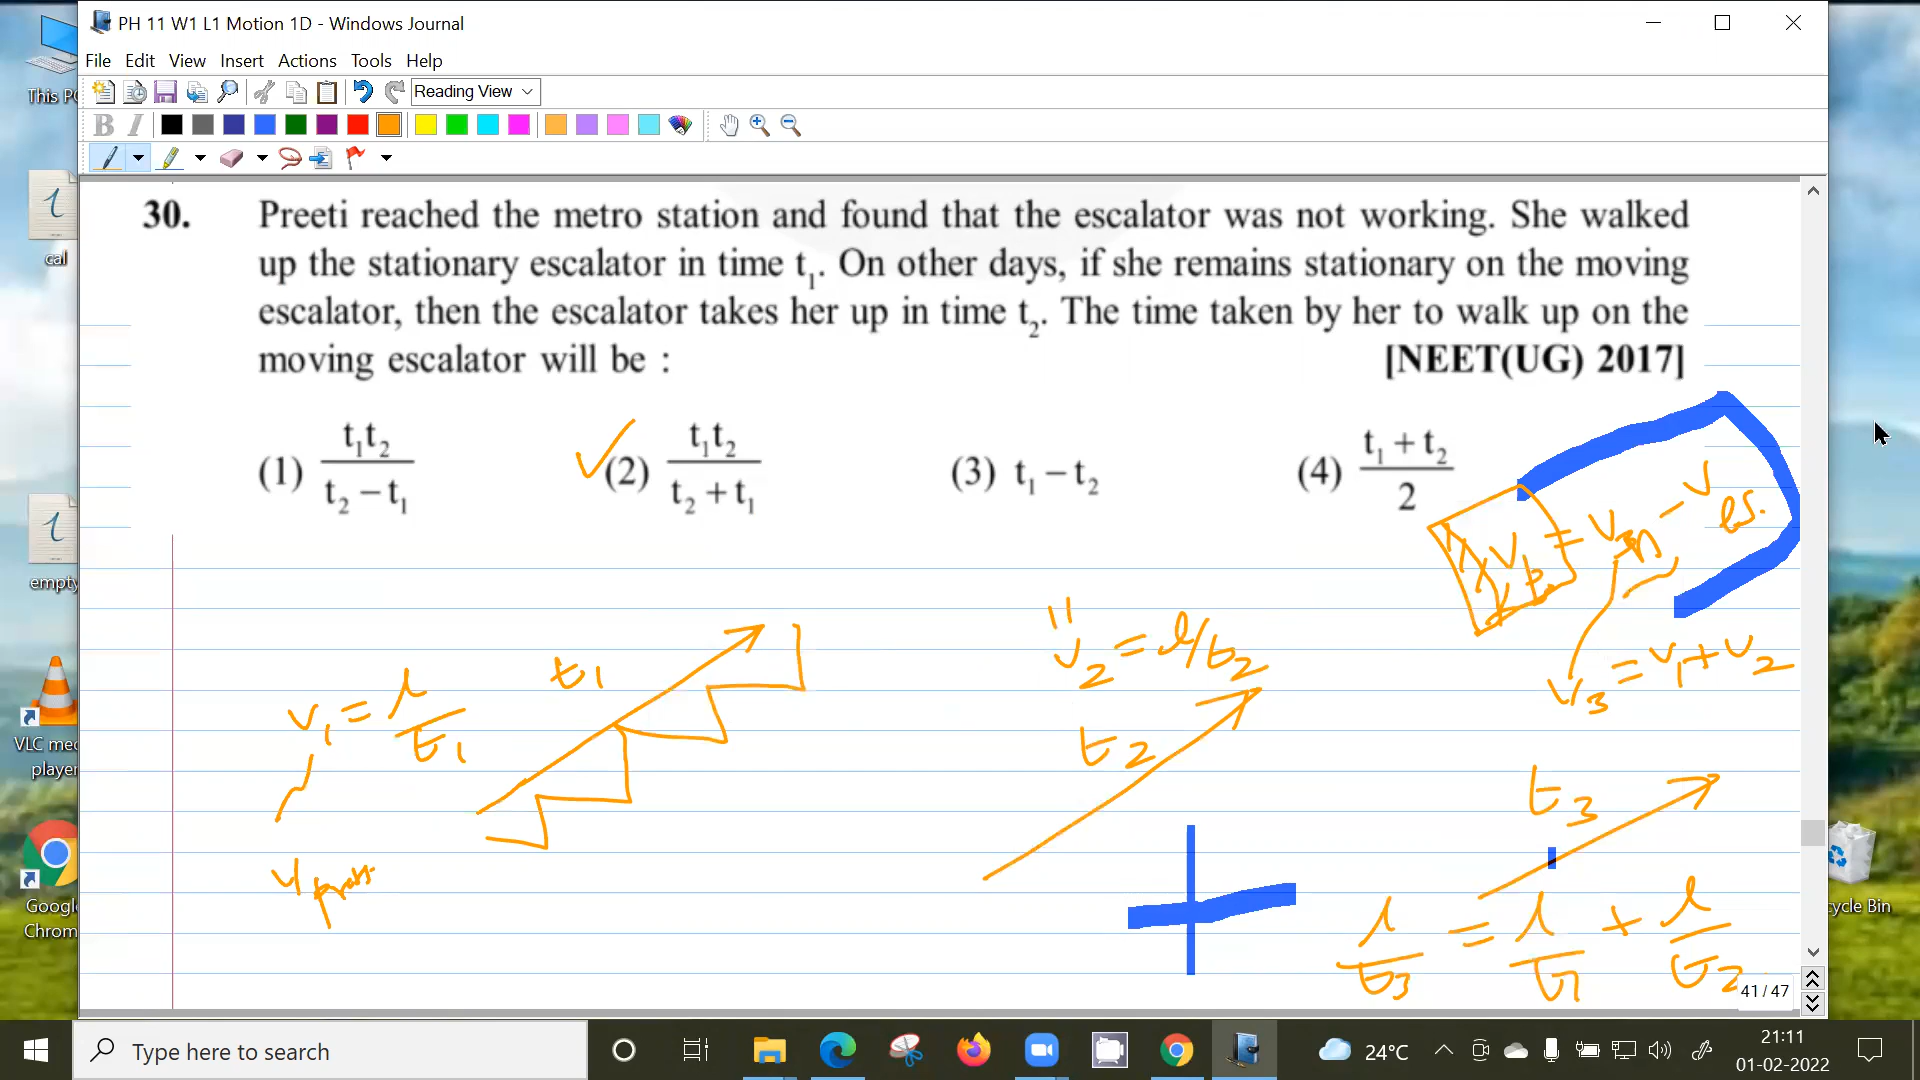 PH 11 W1 L1 Motion 1D - Windows Journal
File Edit View Insert Actions Tools Help
Reading View
B I
This PC
cal
empty
VLC med
player
Googl
Chrom
cycle Bin
30. Preeti reached the metro station and found that the escalator was not working. She walked
up the stationary escalator in time t₁. On other days, if she remains stationary on the moving
escalator, then the escalator takes her up in time t₂. The time taken by her to walk up on the
moving escalator will be : [NEET(UG) 2017]
(1) t₁t₂ / t₂ − t₁ (2) t₁t₂ / t₂ + t₁ (3) t₁ − t₂ (4) t₁ + t₂ / 2
v₁ = l / t₁
t₁
v₂ = l/t₂
t₂
v₃ = v₁ + v₂
t₃
l / t₃ = l / t₁ + l / t₂
41 / 47
Type here to search
24°C
21:11
01-02-2022